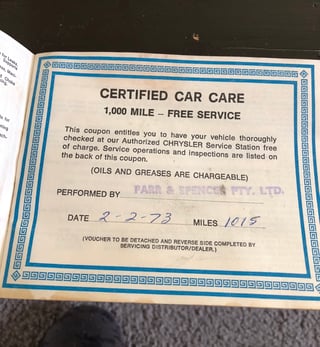 CERTIFIED CAR CARE
1,000 MILE – FREE SERVICE
This coupon entitles you to have your vehicle thoroughly
checked at our Authorized CHRYSLER Service Station free
of charge. Service operations and inspections are listed on
the back of this coupon.
(OILS AND GREASES ARE CHARGEABLE)
PERFORMED BY PARR & SPENCER PTY. LTD.
DATE 2-2-73 MILES 1015
(VOUCHER TO BE DETACHED AND REVERSE SIDE COMPLETED BY
SERVICING DISTRIBUTOR/DEALER.)